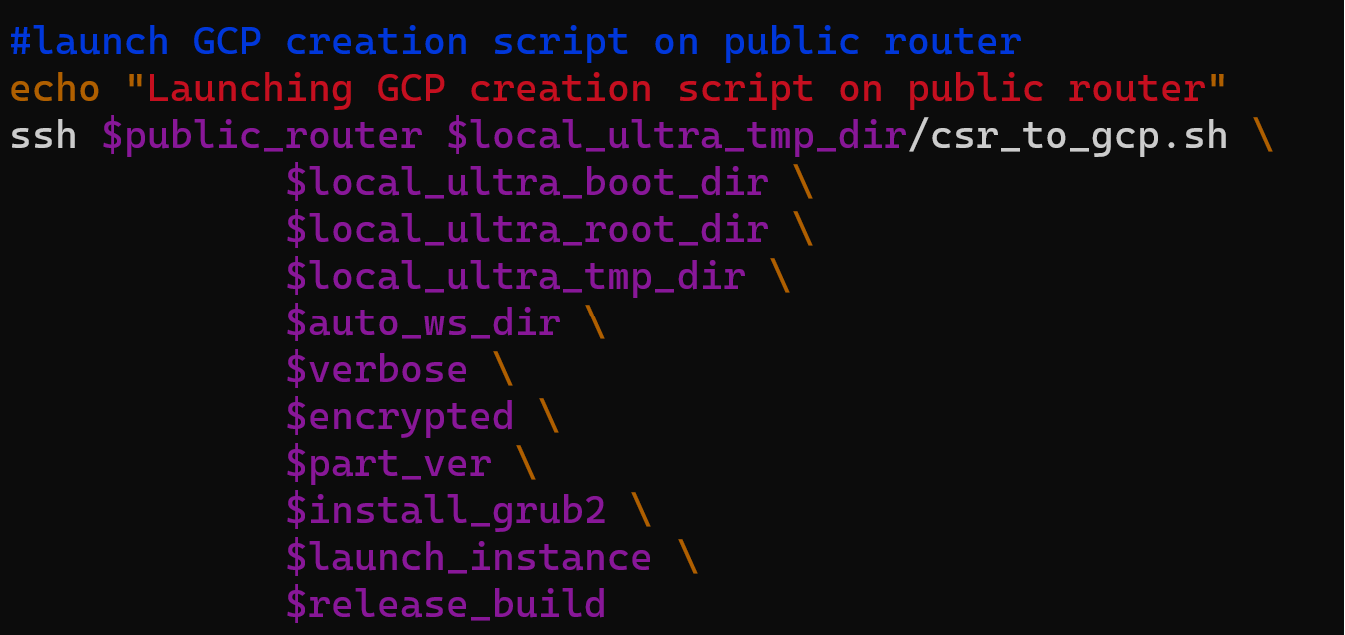 #launch GCP creation script on public router
echo "Launching GCP creation script on public router"
ssh $public_router $local_ultra_tmp_dir/csr_to_gcp.sh \
            $local_ultra_boot_dir \
            $local_ultra_root_dir \
            $local_ultra_tmp_dir \
            $auto_ws_dir \
            $verbose \
            $encrypted \
            $part_ver \
            $install_grub2 \
            $launch_instance \
            $release_build